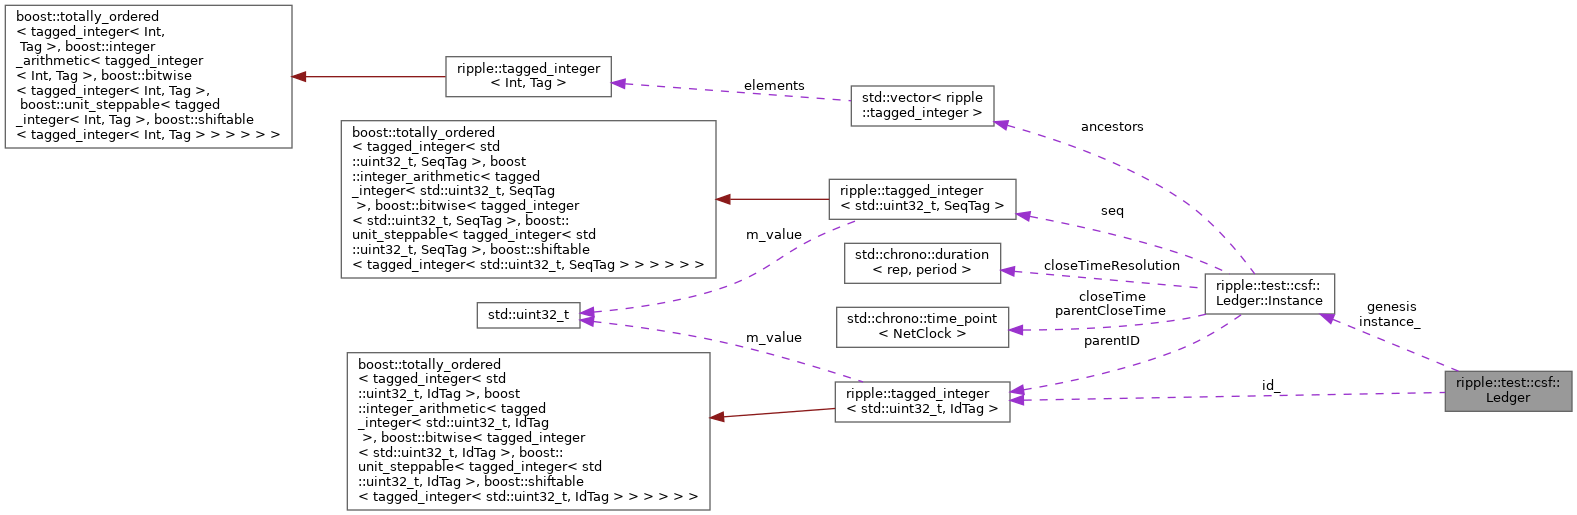 boost::totally_ordered
< tagged_integer< Int,
Tag >, boost::integer
_arithmetic< tagged_integer
< Int, Tag >, boost::bitwise
< tagged_integer< Int, Tag >,
boost::unit_steppable< tagged
_integer< Int, Tag >, boost::shiftable
< tagged_integer< Int, Tag > > > > > >
ripple::tagged_integer
< Int, Tag >
elements
std::vector< ripple
::tagged_integer >
ancestors
boost::totally_ordered
< tagged_integer< std
::uint32_t, SeqTag >, boost
::integer_arithmetic< tagged
_integer< std::uint32_t, SeqTag
>, boost::bitwise< tagged_integer
< std::uint32_t, SeqTag >, boost::
unit_steppable< tagged_integer< std
::uint32_t, SeqTag >, boost::shiftable
< tagged_integer< std::uint32_t, SeqTag > > > > > >
ripple::tagged_integer
< std::uint32_t, SeqTag >
seq
m_value
std::chrono::duration
< rep, period >
closeTimeResolution
std::chrono::time_point
< NetClock >
closeTime
parentCloseTime
ripple::test::csf::
Ledger::Instance
genesis
instance_
std::uint32_t
m_value
parentID
boost::totally_ordered
< tagged_integer< std
::uint32_t, IdTag >, boost
::integer_arithmetic< tagged
_integer< std::uint32_t, IdTag
>, boost::bitwise< tagged_integer
< std::uint32_t, IdTag >, boost::
unit_steppable< tagged_integer< std
::uint32_t, IdTag >, boost::shiftable
< tagged_integer< std::uint32_t, IdTag > > > > > >
ripple::tagged_integer
< std::uint32_t, IdTag >
id_
ripple::test::csf::
Ledger